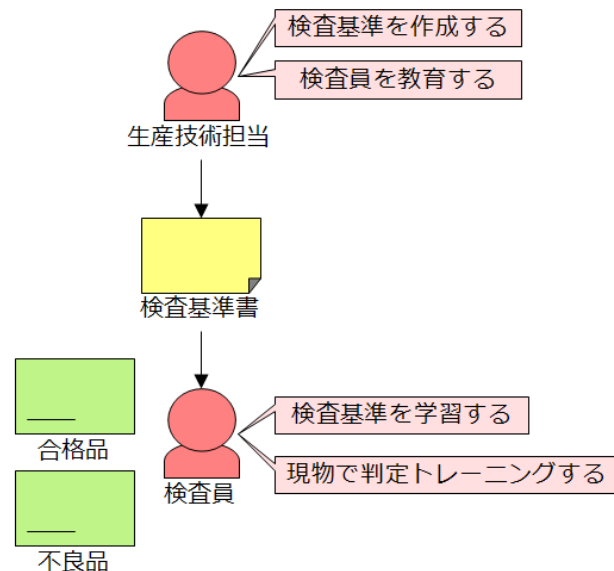 検査基準を作成する
検査員を教育する
生産技術担当
検査基準書
合格品
検査基準を学習する
現物で判定トレーニングする
検査員
不良品